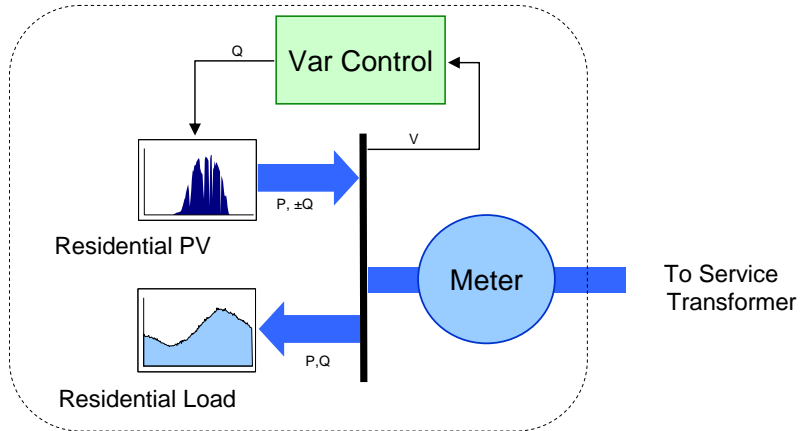 Q
Var Control
V
P, ±Q
Residential PV
Meter
To Service
Transformer
P,Q
Residential Load